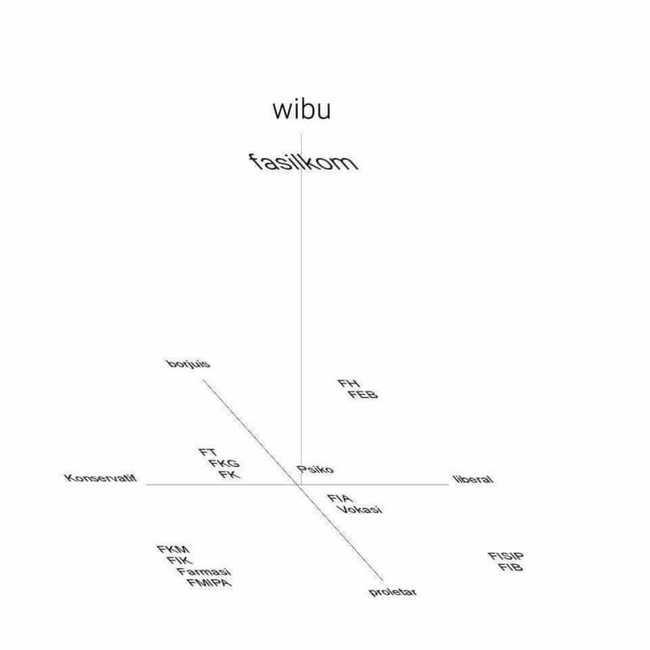 wibu
fasilkom
borjuis
FH
FEB
FT
FKG
FK
Psiko
Konservatif
liberal
FIA
Vokasi
FKM
FIK
Farmasi
FMIPA
FISIP
FIB
proletar